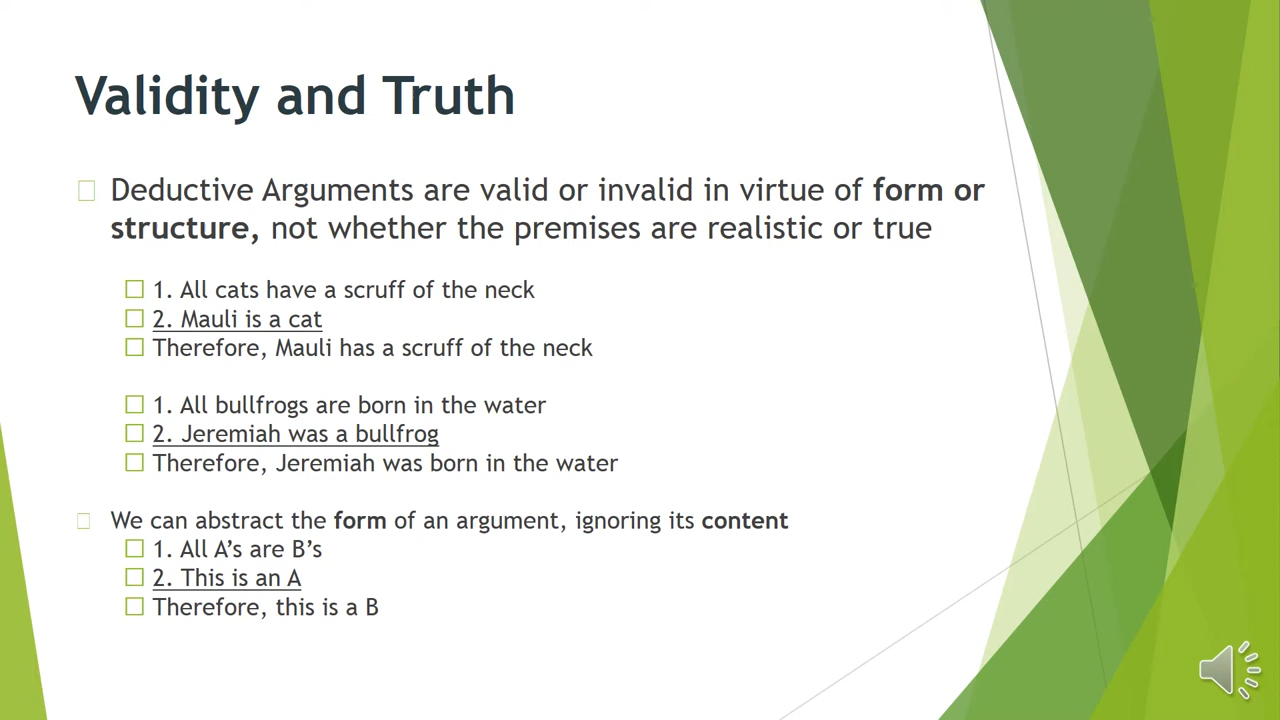 Validity and Truth
Deductive Arguments are valid or invalid in virtue of form or
structure, not whether the premises are realistic or true
1. All cats have a scruff of the neck
2. Mauli is a cat
Therefore, Mauli has a scruff of the neck
1. All bullfrogs are born in the water
2. Jeremiah was a bullfrog
Therefore, Jeremiah was born in the water
We can abstract the form of an argument, ignoring its content
1. All A’s are B’s
2. This is an A
Therefore, this is a B